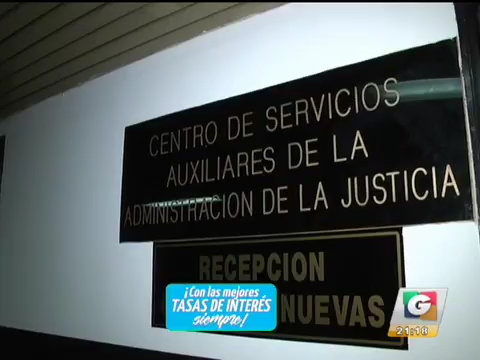 CENTRO DE SERVICIOS
AUXILIARES DE LA
ADMINISTRACION DE LA JUSTICIA
RECEPCION
NUEVAS
¡Con las mejores
TASAS DE INTERÉS
siempre!
G
21:18